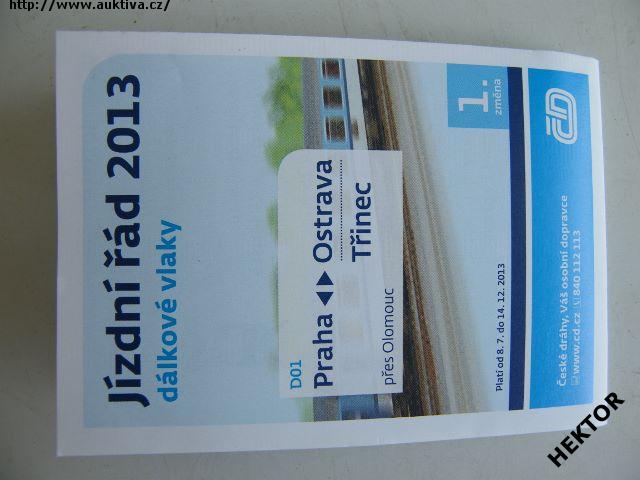 http://www.auktiva.cz/
Jízdní řád 2013
dálkové vlaky
D01
Praha ◄► Ostrava
Třinec
přes Olomouc
1.
změna
Platí od 8. 7. do 14. 12. 2013
ČD
České dráhy, Váš osobní dopravce
www.cd.cz 840 112 113
HEKTOR